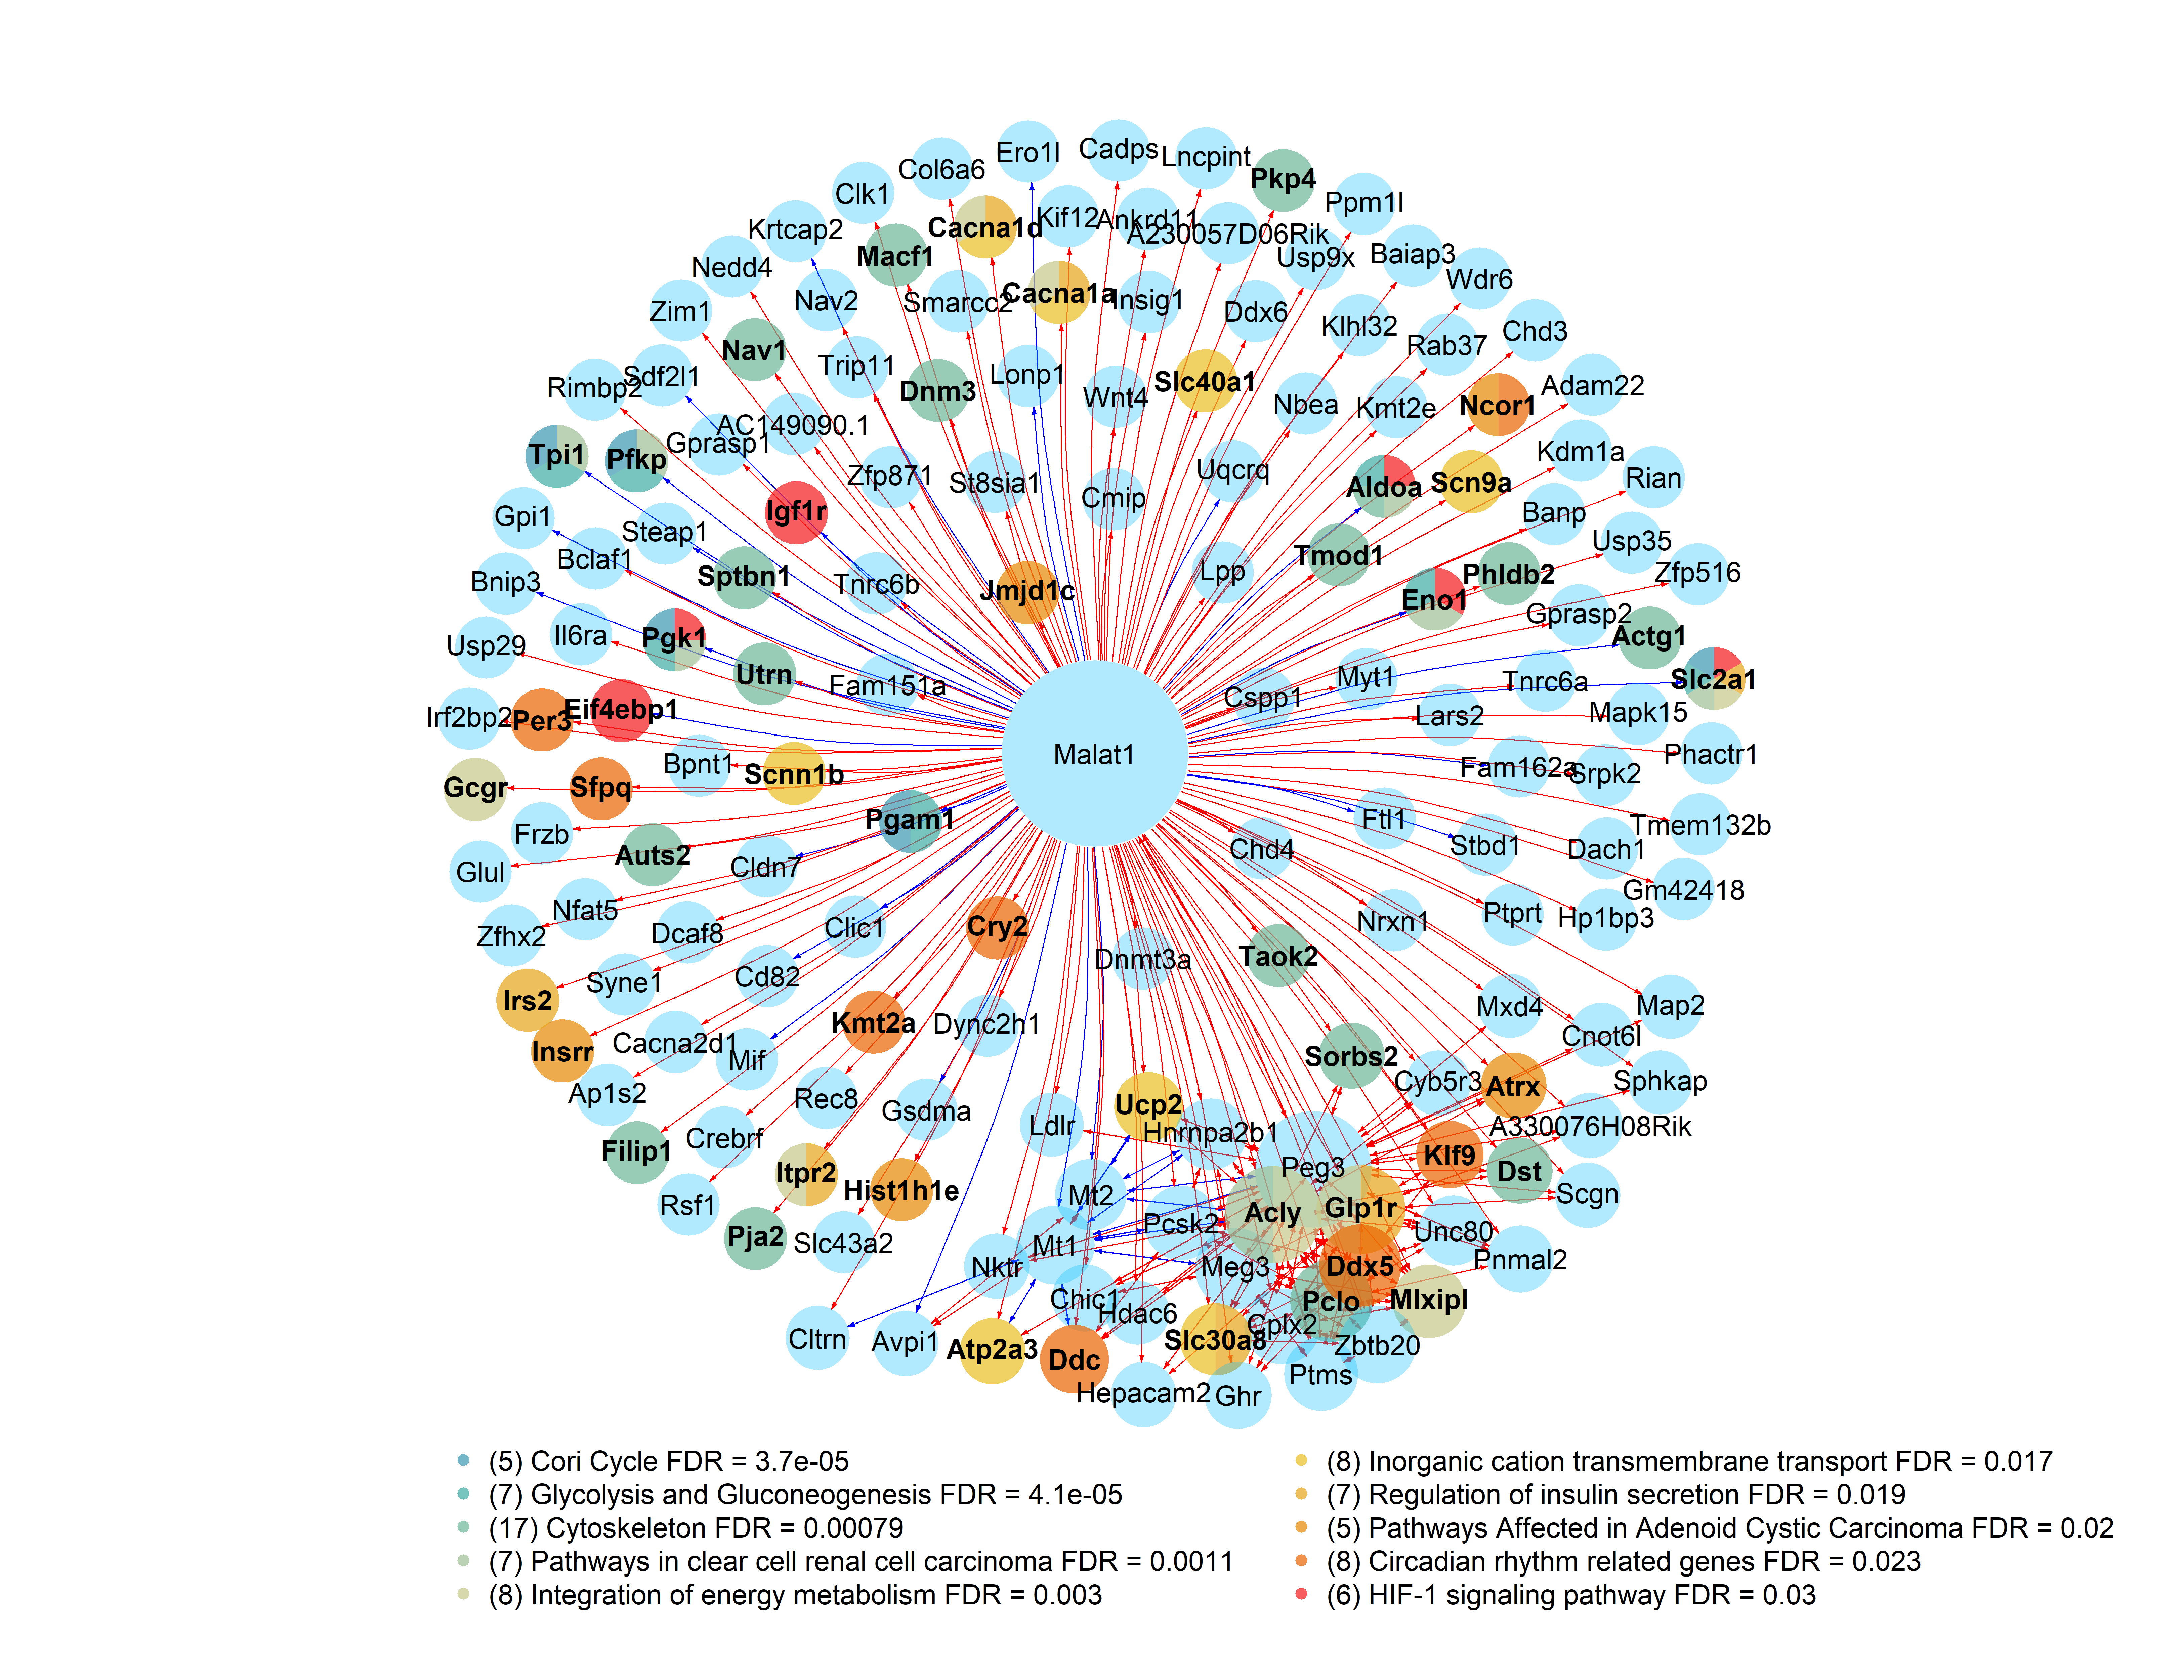 Ero1l
Cadps
Lncpint
Col6a6
Pkp4
Clk1
Ppm1l
Krtcap2
Cacna1d
Kif12
Ankrd11
A230057D06Rik
Macf1
Usp9x
Baiap3
Nedd4
Wdr6
Zim1
Nav2
Smarcc2
Cacna1a
Insig1
Ddx6
Klhl32
Rab37
Chd3
Nav1
Trip11
Lonp1
Rimbp2
Sdf2l1
Dnm3
Wnt4
Slc40a1
Nbea
Kmt2e
Ncor1
Adam22
AC149090.1
Gprasp1
Tpi1
Pfkp
Zfp871
St8sia1
Cmip
Uqcrq
Aldoa
Scn9a
Kdm1a
Rian
Gpi1
Steap1
Igf1r
Banp
Usp35
Bclaf1
Bnip3
Sptbn1
Tnrc6b
Jmjd1c
Lpp
Tmod1
Phldb2
Zfp516
Eno1
Gprasp2
Usp29
Il6ra
Pgk1
Utrn
Fam151a
Cspp1
Myt1
Actg1
Tnrc6a
Slc2a1
Irf2bp2
Per3
Eif4ebp1
Lars2
Mapk15
Malat1
Bpnt1
Scnn1b
Fam162a
Srpk2
Phactr1
Gcgr
Sfpq
Frzb
Pgam1
Ftl1
Stbd1
Tmem132b
Auts2
Cldn7
Chd4
Dach1
Glul
Gm42418
Nfat5
Zfhx2
Dcaf8
Clic1
Cry2
Nrxn1
Ptprt
Hp1bp3
Irs2
Syne1
Cd82
Dnmt3a
Taok2
Mxd4
Map2
Insrr
Cacna2d1
Mif
Kmt2a
Dync2h1
Sorbs2
Cnot6l
Ap1s2
Rec8
Gsdma
Ucp2
Cyb5r3
Atrx
Sphkap
Filip1
Crebrf
Ldlr
Hnrnpa2b1
A330076H08Rik
Itpr2
Hist1h1e
Peg3
Klf9
Dst
Scgn
Rsf1
Mt2
Acly
Glp1r
Pja2
Slc43a2
Pcsk2
Unc80
Mt1
Nktr
Meg3
Ddx5
Pnmal2
Chic1
Hdac6
Pclo
Mlxipl
Cltrn
Avpi1
Atp2a3
Ddc
Slc30a8
Cplx2
Zbtb20
Ptms
Hepacam2
Ghr
(5) Cori Cycle FDR = 3.7e-05
(7) Glycolysis and Gluconeogenesis FDR = 4.1e-05
(17) Cytoskeleton FDR = 0.00079
(7) Pathways in clear cell renal cell carcinoma FDR = 0.0011
(8) Integration of energy metabolism FDR = 0.003
(8) Inorganic cation transmembrane transport FDR = 0.017
(7) Regulation of insulin secretion FDR = 0.019
(5) Pathways Affected in Adenoid Cystic Carcinoma FDR = 0.02
(8) Circadian rhythm related genes FDR = 0.023
(6) HIF-1 signaling pathway FDR = 0.03